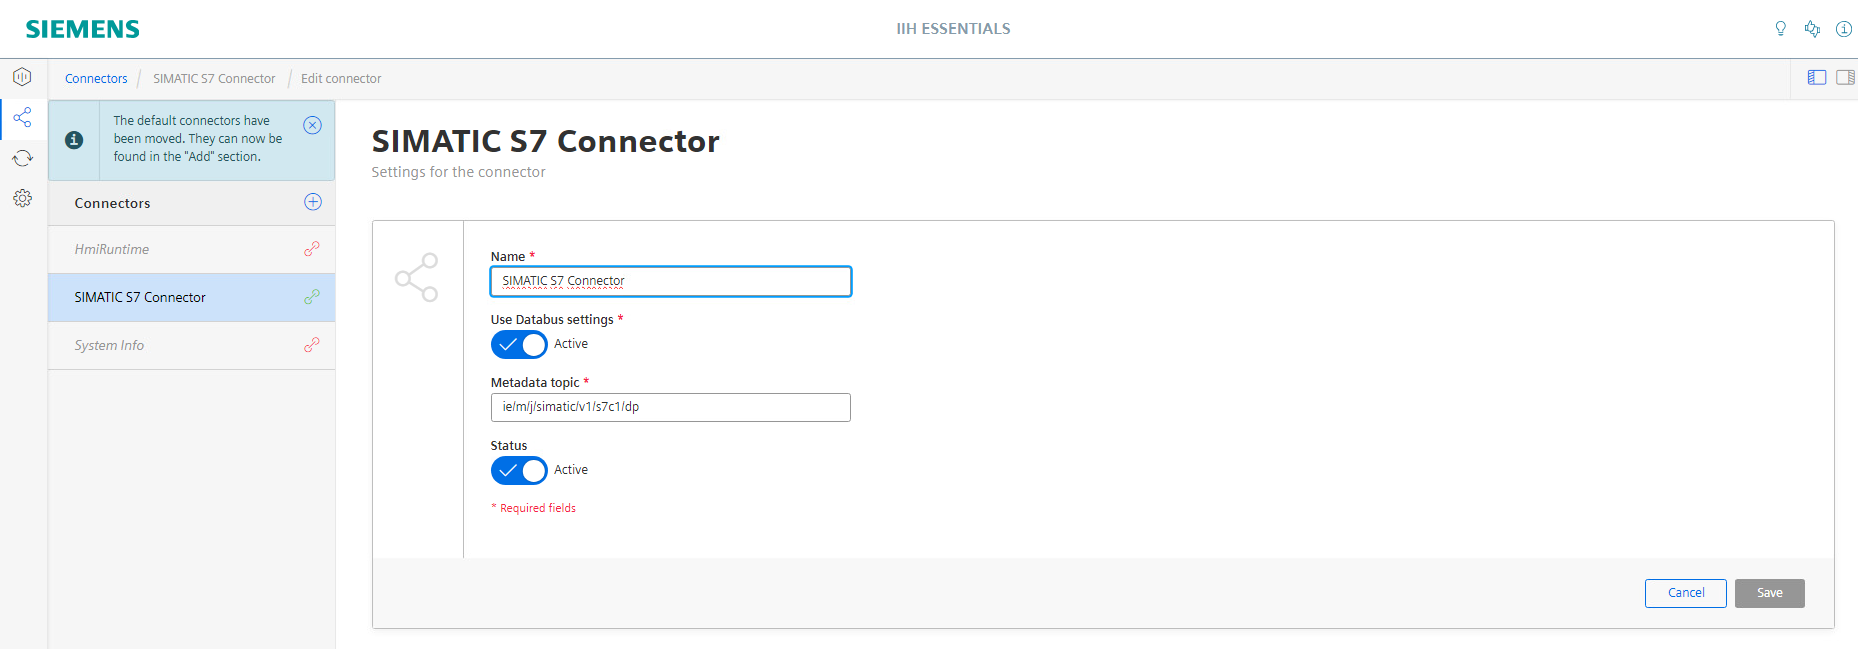 SIEMENS
IIH ESSENTIALS
Connectors / SIMATIC S7 Connector / Edit connector
The default connectors have
been moved. They can now be
found in the "Add" section.
Connectors
HmiRuntime
SIMATIC S7 Connector
System Info
SIMATIC S7 Connector
Settings for the connector
Name *
SIMATIC S7 Connector
Use Databus settings *
Active
Metadata topic *
ie/m/j/simatic/v1/s7c1/dp
Status
Active
* Required fields
Cancel
Save